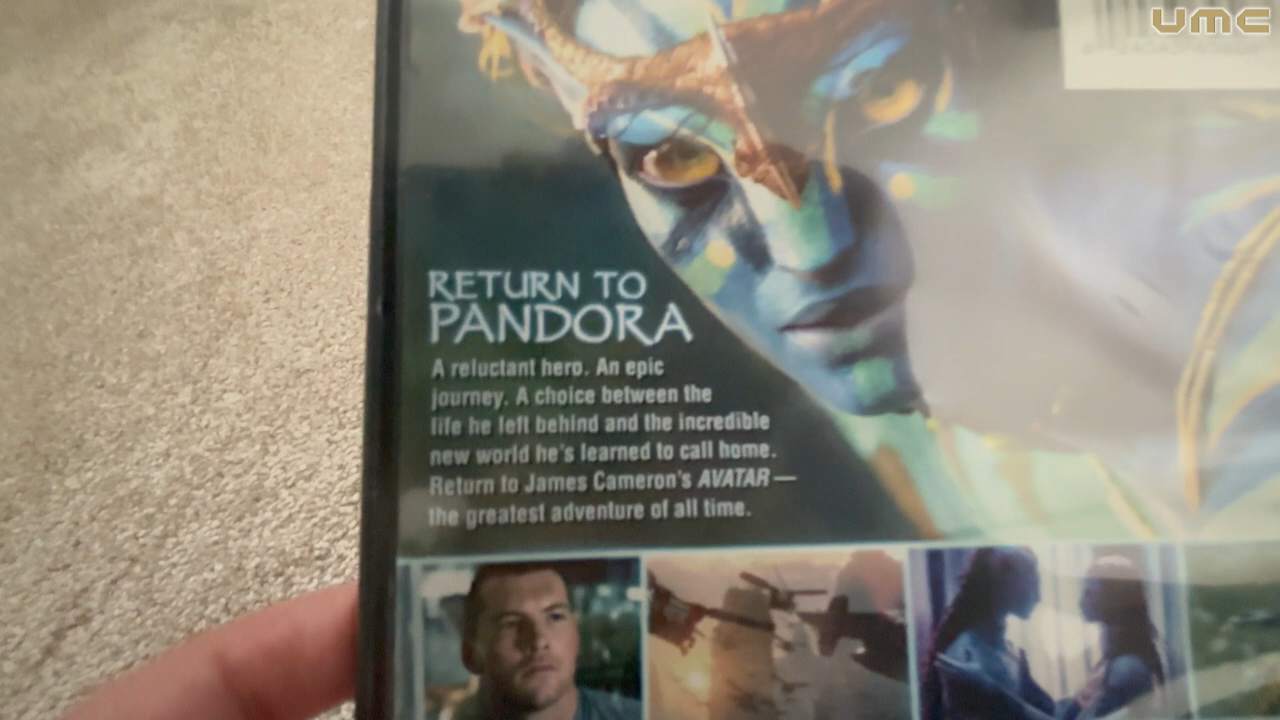 UMC
RETURN TO
PANDORA
A reluctant hero. An epic
journey. A choice between the
life he left behind and the incredible
new world he's learned to call home.
Return to James Cameron's AVATAR—
the greatest adventure of all time.